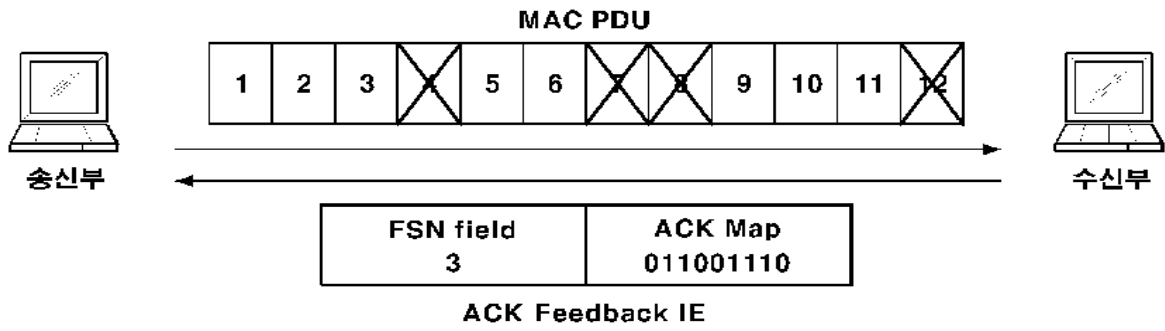 MAC PDU
1 2 3 4 5 6 7 8 9 10 11 12
송신부
수신부
FSN field
ACK Map
3
011001110
ACK Feedback IE